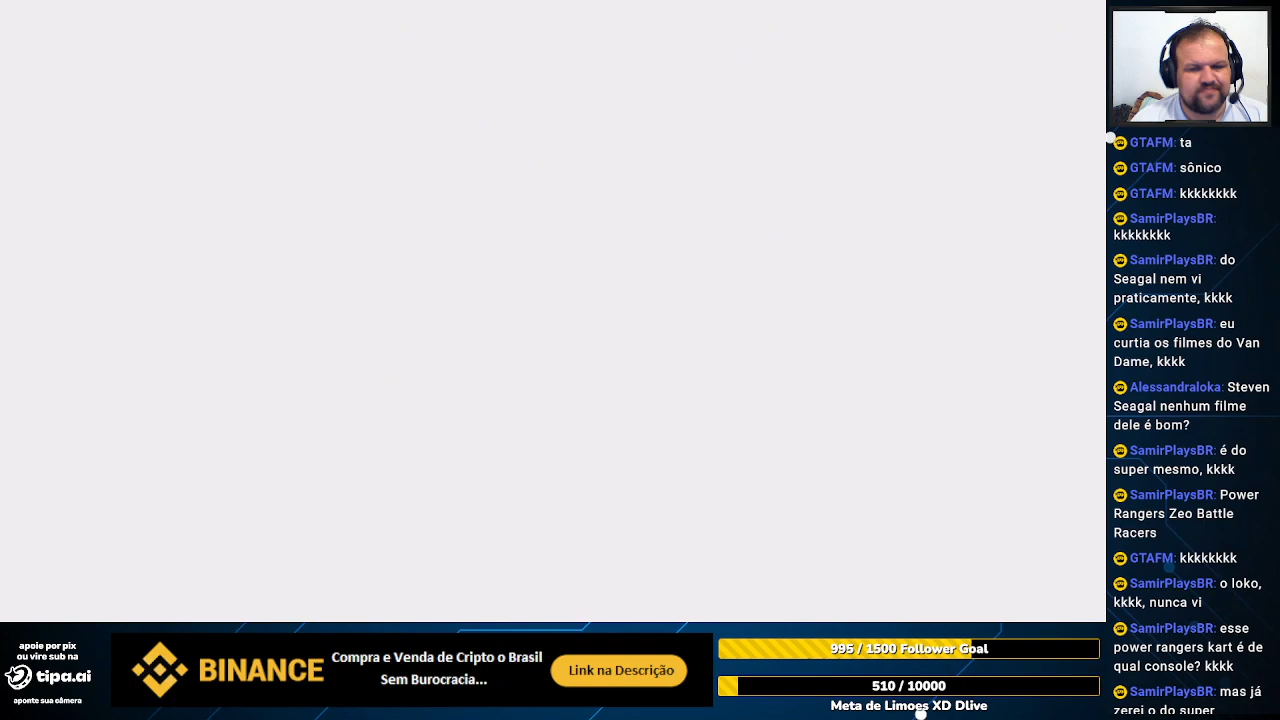 GTAFM: ta
GTAFM: sônico
GTAFM: kkkkkkkk
SamirPlaysBR:
kkkkkkkk
SamirPlaysBR: do
Seagal nem vi
praticamente, kkkk
SamirPlaysBR: eu
curtia os filmes do Van
Dame, kkkk
Alessandraloka: Steven
Seagal nenhum filme
dele é bom?
SamirPlaysBR: é do
super mesmo, kkkk
SamirPlaysBR: Power
Rangers Zeo Battle
Racers
GTAFM: kkkkkkkk
SamirPlaysBR: o loko,
kkkk, nunca vi
SamirPlaysBR: esse
power rangers kart é de
qual console? kkkk
SamirPlaysBR: mas já
zerei o do super
apoie por pix
ou vire sub na
tipa.ai
aponte sua câmera
BINANCE
Compra e Venda de Cripto o Brasil
Sem Burocracia...
Link na Descrição
995 / 1500 Follower Goal
510 / 10000
Meta de Limoes XD Dlive